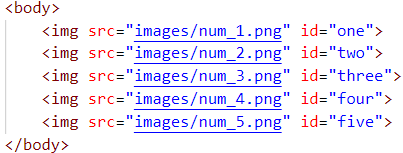 <body>
<img src="images/num_1.png" id="one">
<img src="images/num_2.png" id="two">
<img src="images/num_3.png" id="three">
<img src="images/num_4.png" id="four">
<img src="images/num_5.png" id="five">
</body>